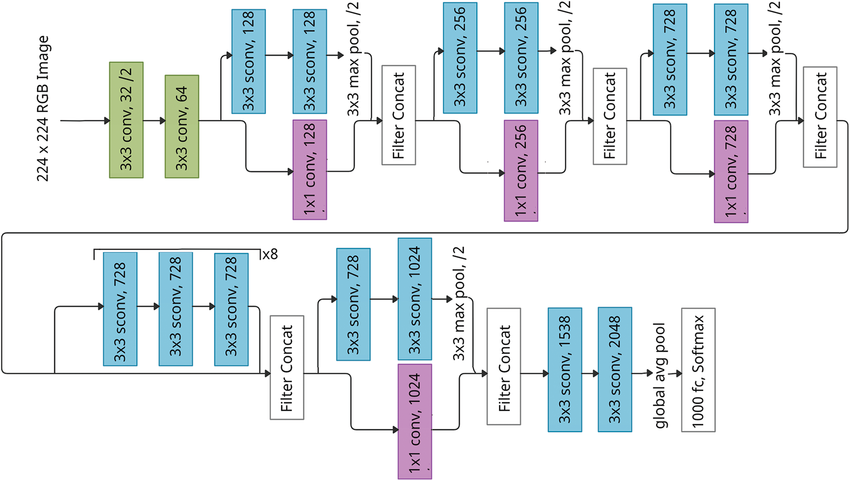 224 x 224 RGB Image
3x3 conv, 32 /2
3x3 conv, 64
3x3 sconv, 128
3x3 sconv, 128
3x3 max pool, /2
1x1 conv, 128
Filter Concat
3x3 sconv, 256
3x3 sconv, 256
3x3 max pool, /2
1x1 conv, 256
Filter Concat
3x3 sconv, 728
3x3 sconv, 728
3x3 max pool, /2
1x1 conv, 728
Filter Concat
3x3 sconv, 728
3x3 sconv, 728
3x3 sconv, 728
x8
Filter Concat
3x3 sconv, 728
3x3 sconv, 1024
3x3 max pool, /2
1x1 conv, 1024
Filter Concat
3x3 sconv, 1538
3x3 sconv, 2048
global avg pool
1000 fc, Softmax